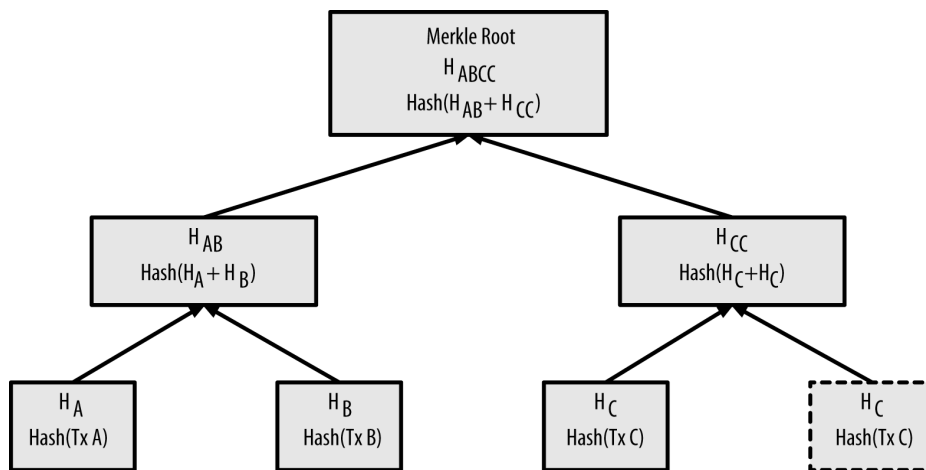 Merkle Root
H ABCC
Hash(H AB + H CC)
H AB
Hash(H A + H B)
H CC
Hash(H C+H C)
H A
Hash(Tx A)
H B
Hash(Tx B)
H C
Hash(Tx C)
H C
Hash(Tx C)